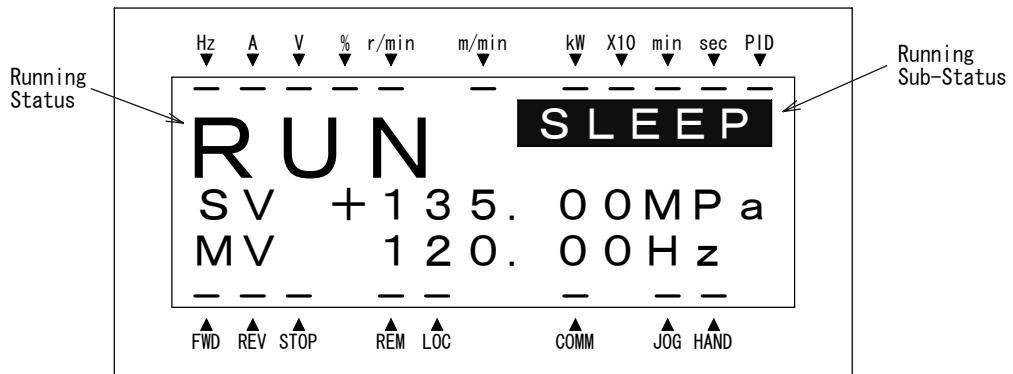 Hz A V % r/min m/min kW X10 min sec PID
Running
Status
Running
Sub-Status
SLEEP
RUN
SV +135.00MPa
MV 120.00Hz
FWD REV STOP REM LOC COMM JOG HAND